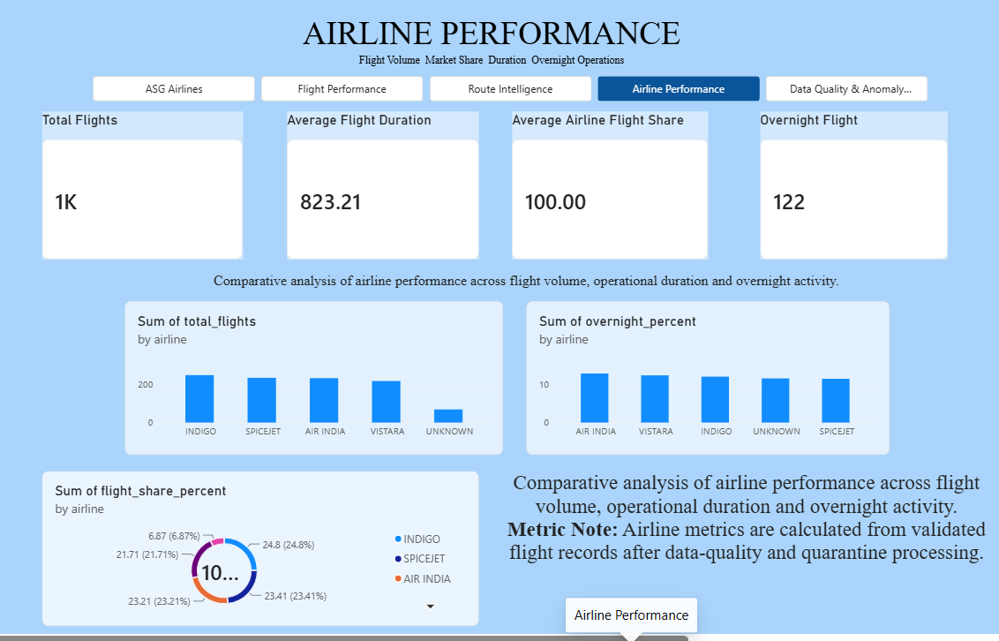 AIRLINE PERFORMANCE
Flight Volume Market Share Duration Overnight Operations
ASG Airlines
Flight Performance
Route Intelligence
Airline Performance
Data Quality & Anomaly...
Total Flights
Average Flight Duration
Average Airline Flight Share
Overnight Flight
1K
823.21
100.00
122
Comparative analysis of airline performance across flight volume, operational duration and overnight activity.
Sum of total_flights
by airline
200
0
INDIGO
SPICEJET
AIR INDIA
VISTARA
UNKNOWN
Sum of overnight_percent
by airline
10
0
AIR INDIA
VISTARA
INDIGO
UNKNOWN
SPICEJET
Sum of flight_share_percent
by airline
6.87 (6.87%)
24.8 (24.8%)
21.71 (21.71%)
10...
23.21 (23.21%)
23.41 (23.41%)
INDIGO
SPICEJET
AIR INDIA
Comparative analysis of airline performance across flight
volume, operational duration and overnight activity.
Metric Note: Airline metrics are calculated from validated
flight records after data-quality and quarantine processing.
Airline Performance